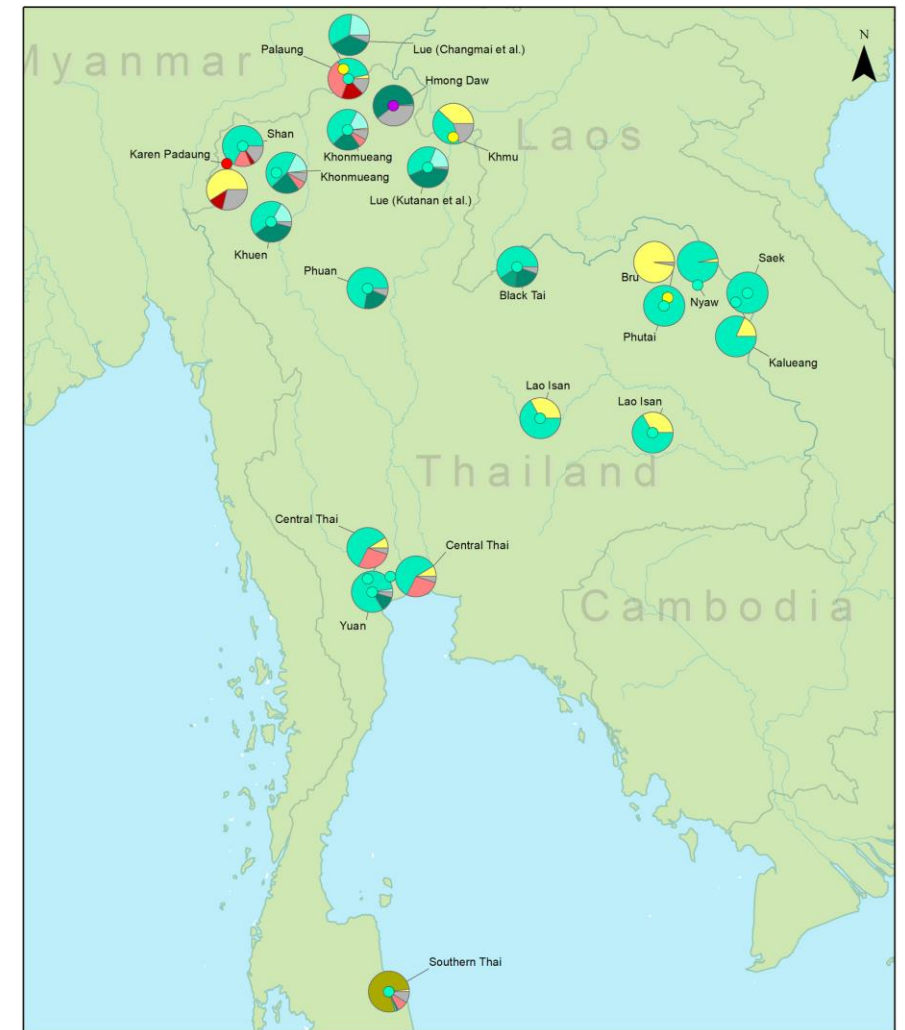 N
Myanmar
Lue (Changmai et al.)
Palaung
Hmong Daw
Laos
Shan
Khonmueang
Khmu
Karen Padaung
Khonmueang
Lue (Kutanan et al.)
Khuen
Phuan
Black Tai
Bru
Saek
Nyaw
Phutai
Kalueang
Lao Isan
Lao Isan
Thailand
Central Thai
Central Thai
Cambodia
Yuan
Southern Thai